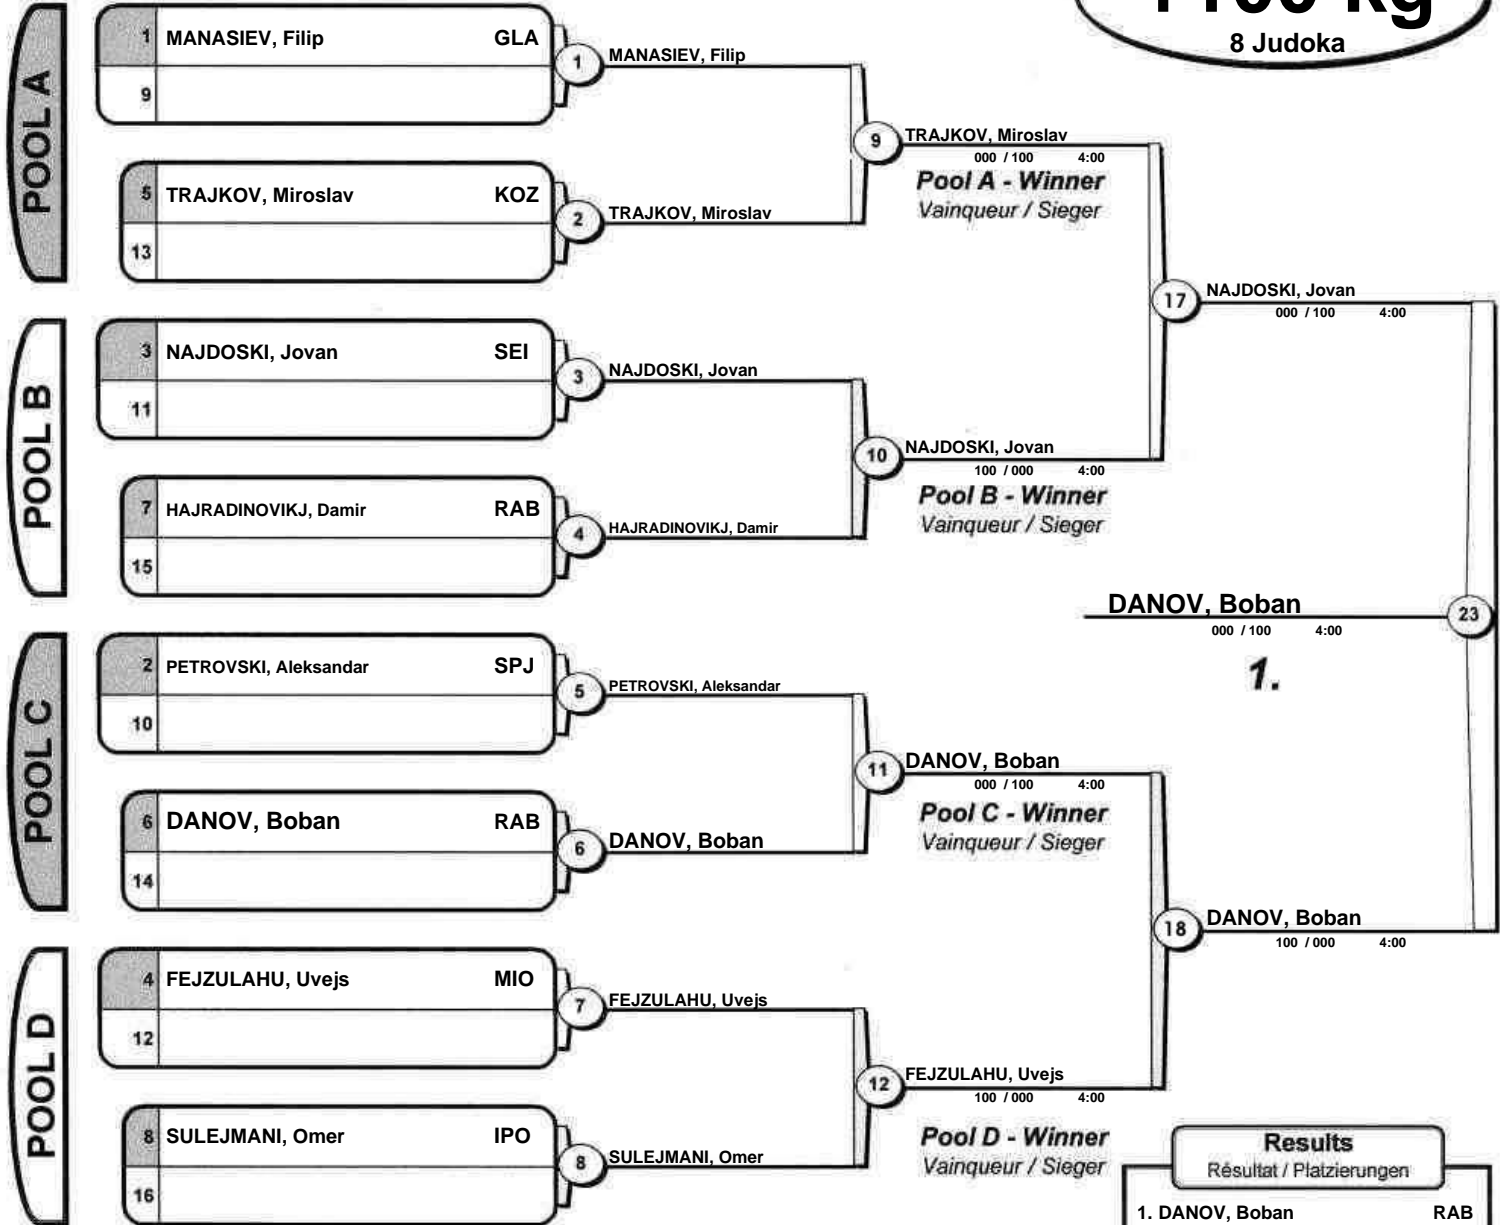 8 Judoka
POOL A
1 MANASIEV, Filip GLA
9
1 MANASIEV, Filip
5 TRAJKOV, Miroslav KOZ
13
2 TRAJKOV, Miroslav
9 TRAJKOV, Miroslav
000 / 100 4:00
Pool A - Winner
Vainqueur / Sieger
POOL B
3 NAJDOSKI, Jovan SEI
11
3 NAJDOSKI, Jovan
7 HAJRADINOVIKJ, Damir RAB
15
4 HAJRADINOVIKJ, Damir
10 NAJDOSKI, Jovan
100 / 000 4:00
Pool B - Winner
Vainqueur / Sieger
17 NAJDOSKI, Jovan
000 / 100 4:00
DANOV, Boban 23
000 / 100 4:00
1.
POOL C
2 PETROVSKI, Aleksandar SPJ
10
5 PETROVSKI, Aleksandar
6 DANOV, Boban RAB
14
6 DANOV, Boban
11 DANOV, Boban
000 / 100 4:00
Pool C - Winner
Vainqueur / Sieger
18 DANOV, Boban
100 / 000 4:00
POOL D
4 FEJZULAHU, Uvejs MIO
12
7 FEJZULAHU, Uvejs
8 SULEJMANI, Omer IPO
16
8 SULEJMANI, Omer
12 FEJZULAHU, Uvejs
100 / 000 4:00
Pool D - Winner
Vainqueur / Sieger
Results
Résultat / Platzierungen
1. DANOV, Boban RAB